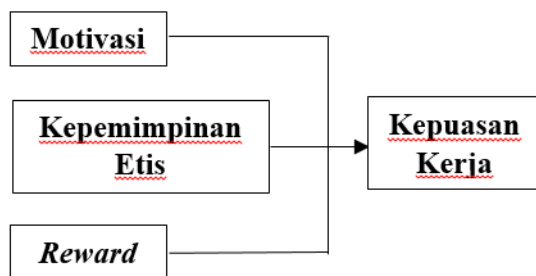 Motivasi
Kepemimpinan
Etis
Reward
Kepuasan
Kerja